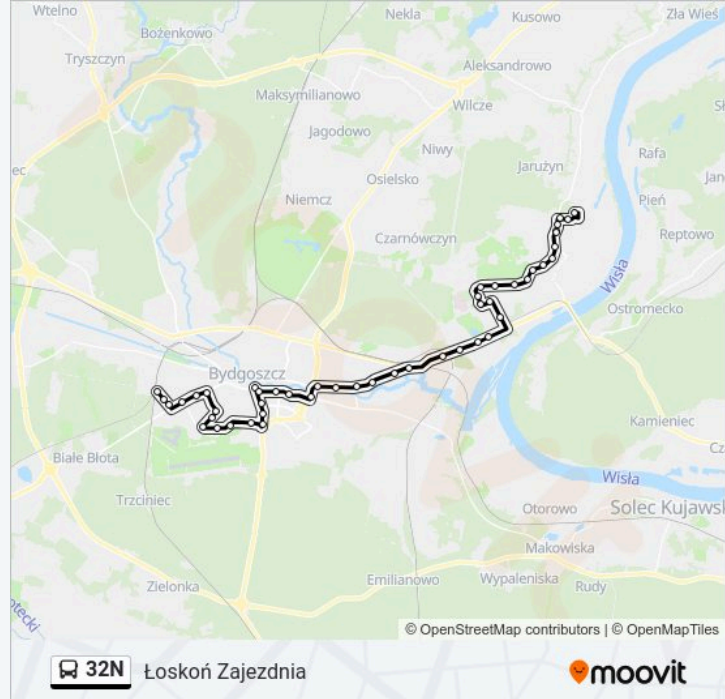 Wtelno
Nekla
Kusowo
Zła Wieś
Bożenkowo
Tryszczyn
Aleksandrowo
Maksymilianowo
Wilcze
Jagodowo
Niwy
Jarużyn
Rafa
Osielsko
Pień
Niemcz
Reptowo
Czarnówczyn
Wisła
Ostromecko
Bydgoszcz
Kamieniec
Białe Błota
Wisła
Trzciniec
Otorowo
Solec Kujawsk
Makowiska
Emilianowo
Wypaleniska
Rudy
Zielonka
© OpenStreetMap contributors | © OpenMapTiles
32N Łoskoń Zajezdnia
moovit